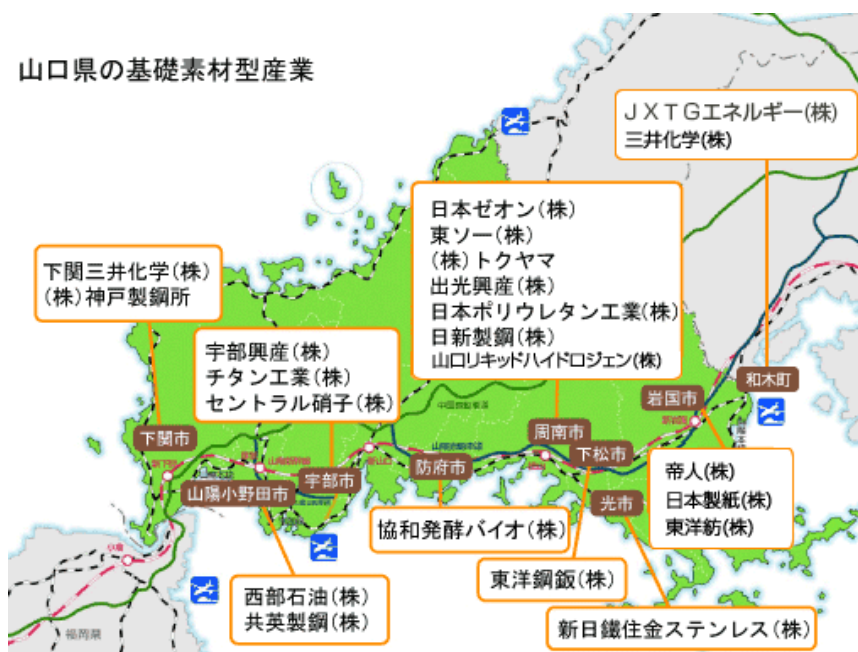 山口県の基礎素材型産業
JXTGエネルギー(株)
三井化学(株)
日本ゼオン(株)
東ソー(株)
(株)トクヤマ
出光興産(株)
日本ポリウレタン工業(株)
日新製鋼(株)
山口リキッドハイドロジェン(株)
下関三井化学(株)
(株)神戸製鋼所
宇部興産(株)
チタン工業(株)
セントラル硝子(株)
和木町
岩国市
周南市
下松市
下関市
防府市
宇部市
山陽小野田市
光市
帝人(株)
日本製紙(株)
東洋紡(株)
協和発酵バイオ(株)
東洋鋼鈑(株)
西部石油(株)
共英製鋼(株)
新日鐵住金ステンレス(株)
小倉
福岡県